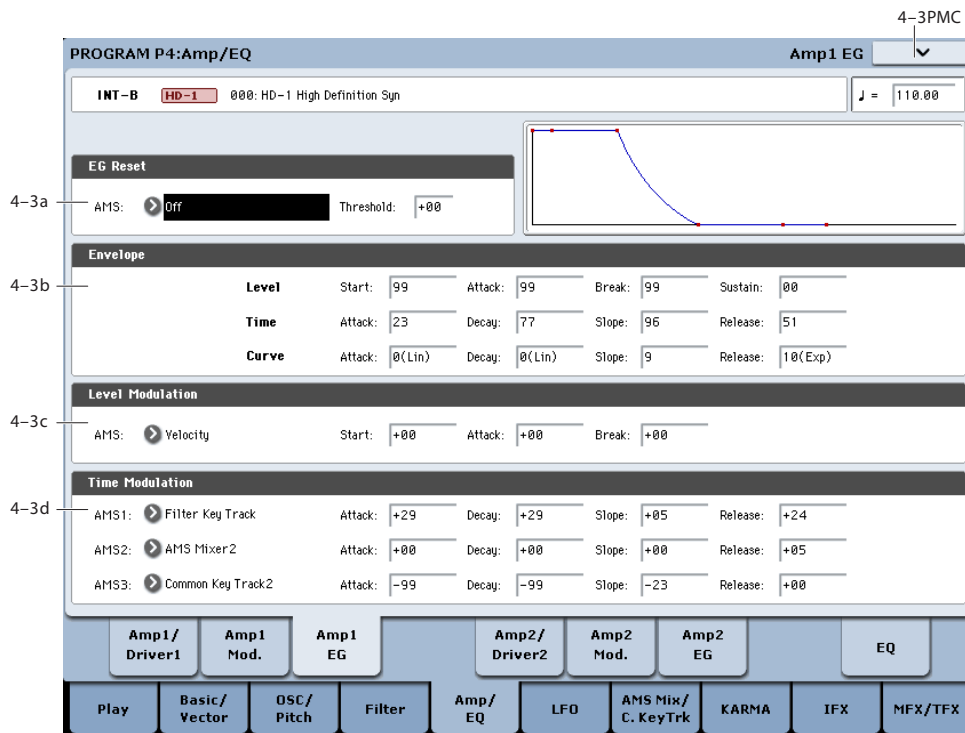 4–3PMC
PROGRAM P4:Amp/EQ Amp1 EG
INT-B HD-1 000: HD-1 High Definition Syn ♩ = 110.00
EG Reset
4–3a AMS: Off Threshold: +00
Envelope
4–3b Level Start: 99 Attack: 99 Break: 99 Sustain: 00
Time Attack: 23 Decay: 77 Slope: 96 Release: 51
Curve Attack: 0(Lin) Decay: 0(Lin) Slope: 9 Release: 10(Exp)
Level Modulation
4–3c AMS: Velocity Start: +00 Attack: +00 Break: +00
Time Modulation
4–3d AMS1: Filter Key Track Attack: +29 Decay: +29 Slope: +05 Release: +24
AMS2: AMS Mixer2 Attack: +00 Decay: +00 Slope: +00 Release: +05
AMS3: Common Key Track2 Attack: -99 Decay: -99 Slope: -23 Release: +00
Amp1/ Amp1 Amp1 Amp2/ Amp2 Amp2 EQ
Driver1 Mod. EG Driver2 Mod. EG
Play Basic/ OSC/ Filter Amp/ LFO AMS Mix/ KARMA IFX MFX/TFX
Vector Pitch EQ C. KeyTrk